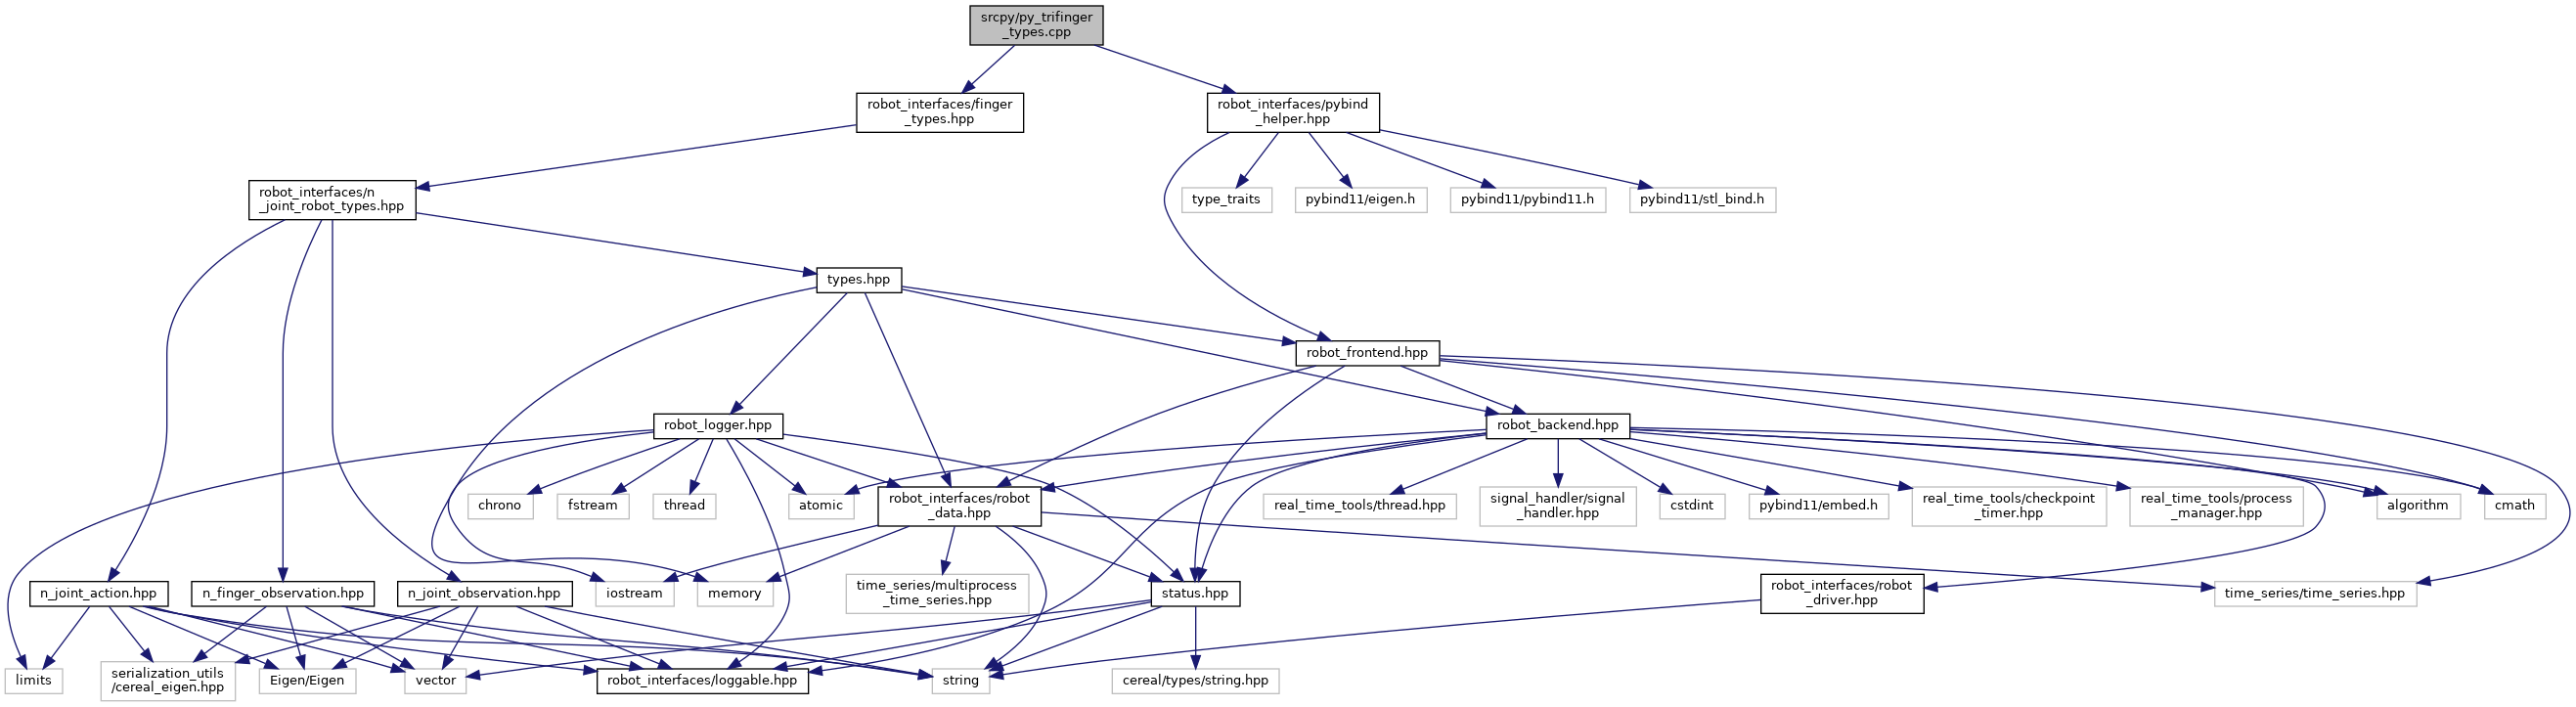 srcpy/py_trifinger
_types.cpp
robot_interfaces/finger
_types.hpp
robot_interfaces/pybind
_helper.hpp
robot_interfaces/n
_joint_robot_types.hpp
type_traits
pybind11/eigen.h
pybind11/pybind11.h
pybind11/stl_bind.h
types.hpp
robot_frontend.hpp
robot_logger.hpp
robot_backend.hpp
chrono
fstream
thread
atomic
robot_interfaces/robot
_data.hpp
real_time_tools/thread.hpp
signal_handler/signal
_handler.hpp
cstdint
pybind11/embed.h
real_time_tools/checkpoint
_timer.hpp
real_time_tools/process
_manager.hpp
algorithm
cmath
n_joint_action.hpp
n_finger_observation.hpp
n_joint_observation.hpp
iostream
memory
time_series/multiprocess
_time_series.hpp
status.hpp
robot_interfaces/robot
_driver.hpp
time_series/time_series.hpp
limits
serialization_utils
/cereal_eigen.hpp
Eigen/Eigen
vector
robot_interfaces/loggable.hpp
string
cereal/types/string.hpp